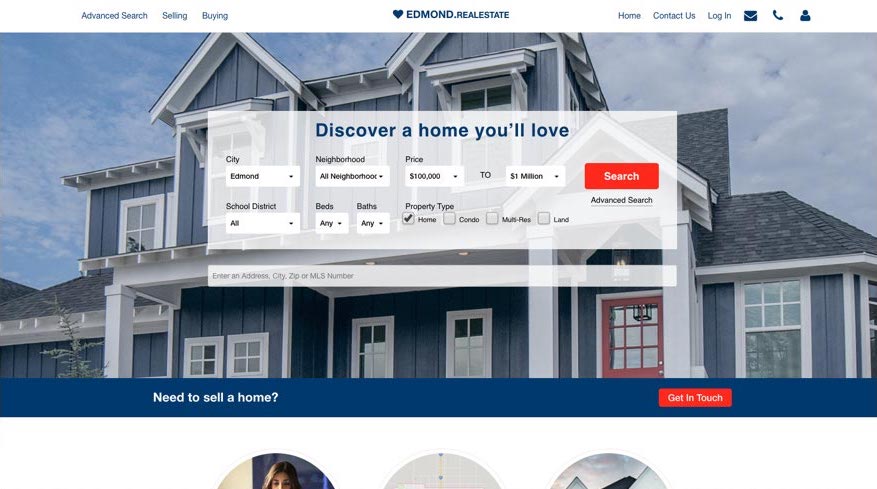 Advanced Search Selling Buying
EDMOND.REALESTATE
Home Contact Us Log In
Discover a home you'll love
City Neighborhood Price
Edmond All Neighborhood $100,000 TO $1 Million Search
Advanced Search
School District Beds Baths Property Type
All Any Any Home Condo Multi-Res Land
Enter an Address, City, Zip or MLS Number
Need to sell a home? Get In Touch